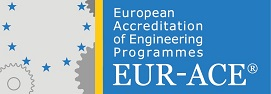 European
Accreditation
of Engineering
Programmes
EUR-ACE®